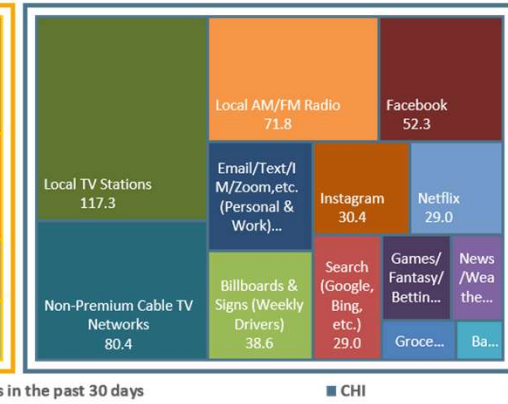 Local TV Stations
117.3
Non-Premium Cable TV
Networks
80.4
Local AM/FM Radio
71.8
Facebook
52.3
Email/Text/I
M/Zoom,etc.
(Personal &
Work)...
Instagram
30.4
Netflix
29.0
Billboards &
Signs (Weekly
Drivers)
38.6
Search
(Google,
Bing,
etc.)
29.0
Games/
Fantasy/
Bettin...
News
/Wea
the...
Groce...
Ba...
s in the past 30 days
CHI